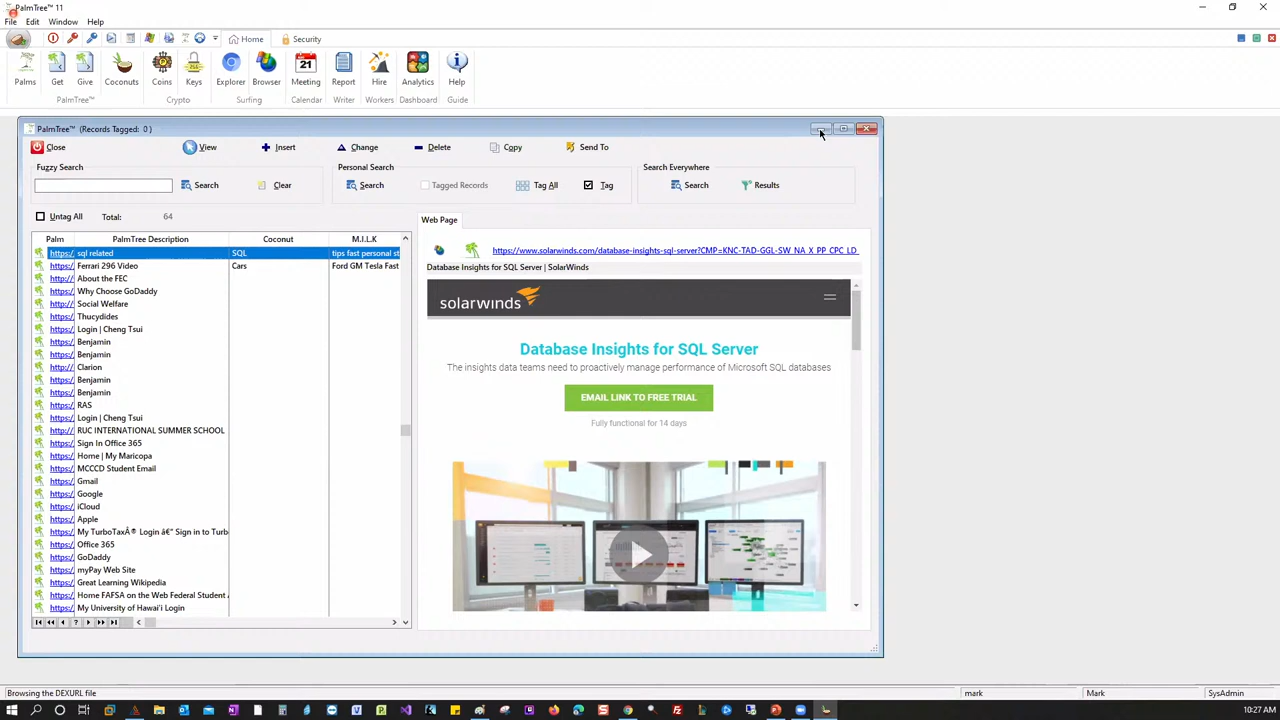 PalmTree™ 11
File Edit Window Help
Home Security
Palms Get Give Coconuts Coins Keys Explorer Browser 21 Meeting Report Hire Analytics Help
PalmTree™ Crypto Surfing Calendar Writer Workers Dashboard Guide
PalmTree™ (Records Tagged: 0 )
Close View Insert Change Delete Copy Send To
Fuzzy Search Personal Search Search Everywhere
Search Clear Search Tagged Records Tag All Tag Search Results
Untag All Total: 64
Web Page
Palm PalmTree Description Coconut M.I.L.K
https:/ sql related SQL tips fast personal st
https:/ Ferrari 296 Video Cars Ford GM Tesla Fast
http:// About the FEC
https:/ Why Choose GoDaddy
http:// Social Welfare
https:/ Thucydides
https:/ Login | Cheng Tsui
https:/ Benjamin
https:/ Benjamin
https:/ Clarion
https:/ Benjamin
https:/ Benjamin
https:/ RAS
https:/ Login | Cheng Tsui
https:/ RUC INTERNATIONAL SUMMER SCHOOL
https:/ Sign In Office 365
https:/ Home | My Maricopa
https:/ MCCCD Student Email
https:/ Gmail
https:/ Google
https:/ iCloud
https:/ Apple
https:/ My TurboTaxÂ® Login â€“ Sign in to Turb
https:/ Office 365
https:/ GoDaddy
https:/ myPay Web Site
https:/ Great Learning Wikipedia
https:/ Home FAFSA on the Web Federal Student
https:/ My University of Hawai'i Login
https://www.solarwinds.com/database-insights-sql-server?CMP=KNC-TAD-GGL-SW_NA_X_PP_CPC_LD_
Database Insights for SQL Server | SolarWinds
solarwinds
Database Insights for SQL Server
The insights data teams need to proactively manage performance of Microsoft SQL databases
EMAIL LINK TO FREE TRIAL
Fully functional for 14 days
Browsing the DEXURL file mark Mark SysAdmin
10:27 AM